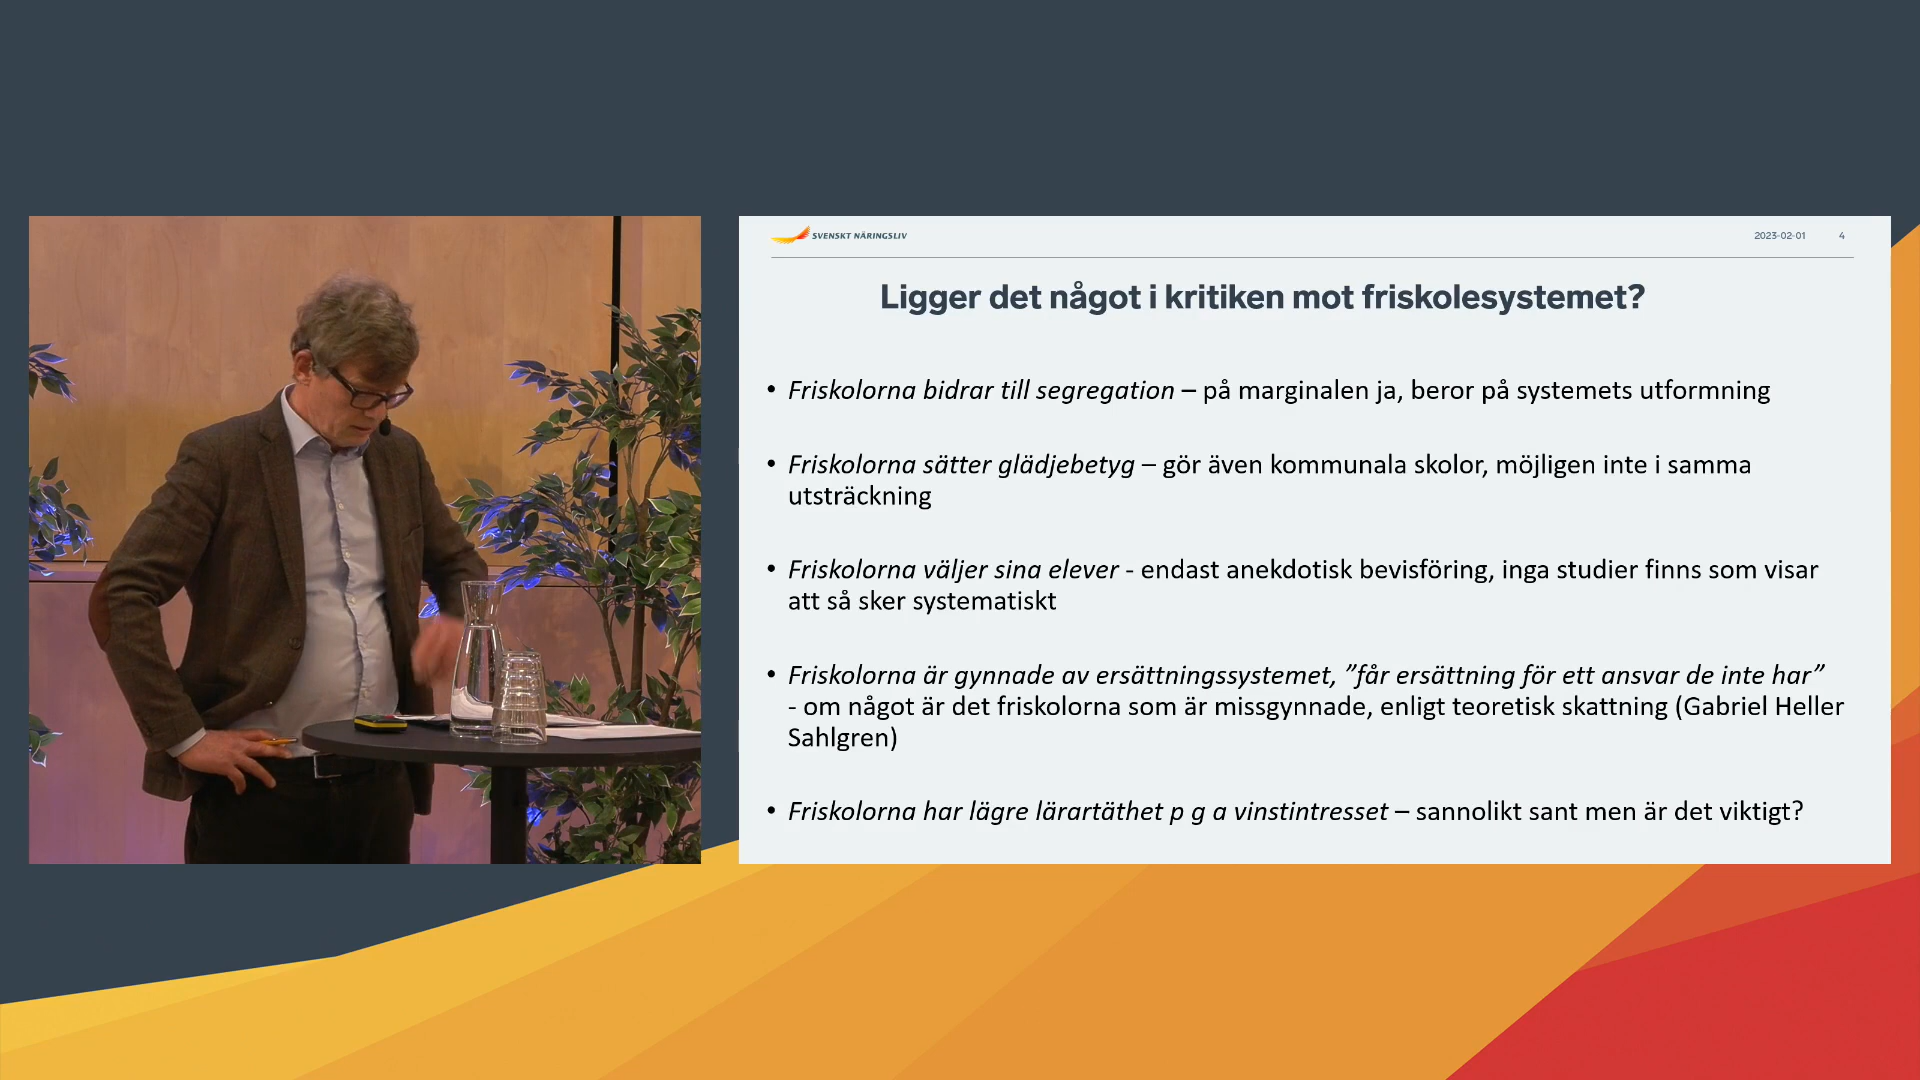 SVENSKT NÄRINGSLIV
2023-02-01 4
Ligger det något i kritiken mot friskolesystemet?
• Friskolorna bidrar till segregation – på marginalen ja, beror på systemets utformning
• Friskolorna sätter glädjebetyg – gör även kommunala skolor, möjligen inte i samma
utsträckning
• Friskolorna väljer sina elever - endast anekdotisk bevisföring, inga studier finns som visar
att så sker systematiskt
• Friskolorna är gynnade av ersättningssystemet, ”får ersättning för ett ansvar de inte har”
- om något är det friskolorna som är missgynnade, enligt teoretisk skattning (Gabriel Heller
Sahlgren)
• Friskolorna har lägre lärartäthet p g a vinstintresset – sannolikt sant men är det viktigt?